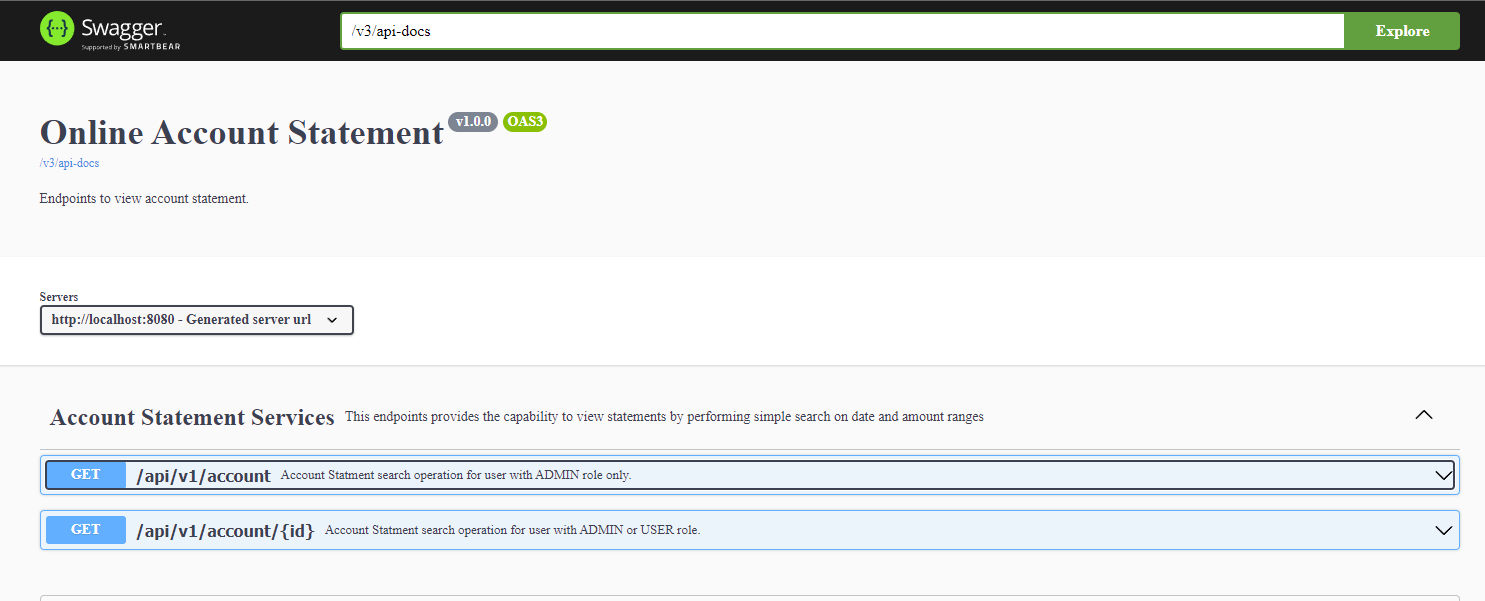 {···} Swagger.
Supported by SMARTBEAR
/v3/api-docs
Explore
Online Account Statement v1.0.0 OAS3
/v3/api-docs
Endpoints to view account statement.
Servers
http://localhost:8080 - Generated server url
Account Statement Services This endpoints provides the capability to view statements by performing simple search on date and amount ranges
GET /api/v1/account Account Statment search operation for user with ADMIN role only.
GET /api/v1/account/{id} Account Statment search operation for user with ADMIN or USER role.